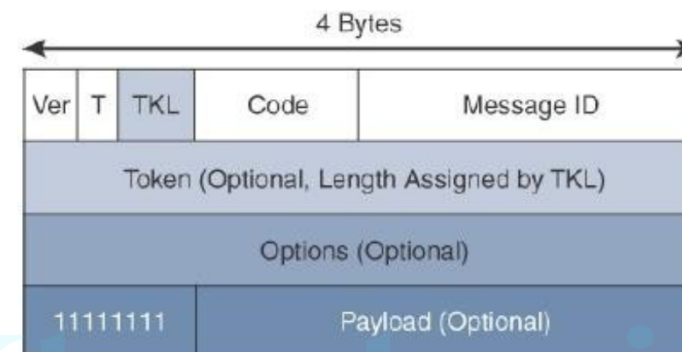 4 Bytes
Ver T TKL Code Message ID
Token (Optional, Length Assigned by TKL)
Options (Optional)
11111111 Payload (Optional)